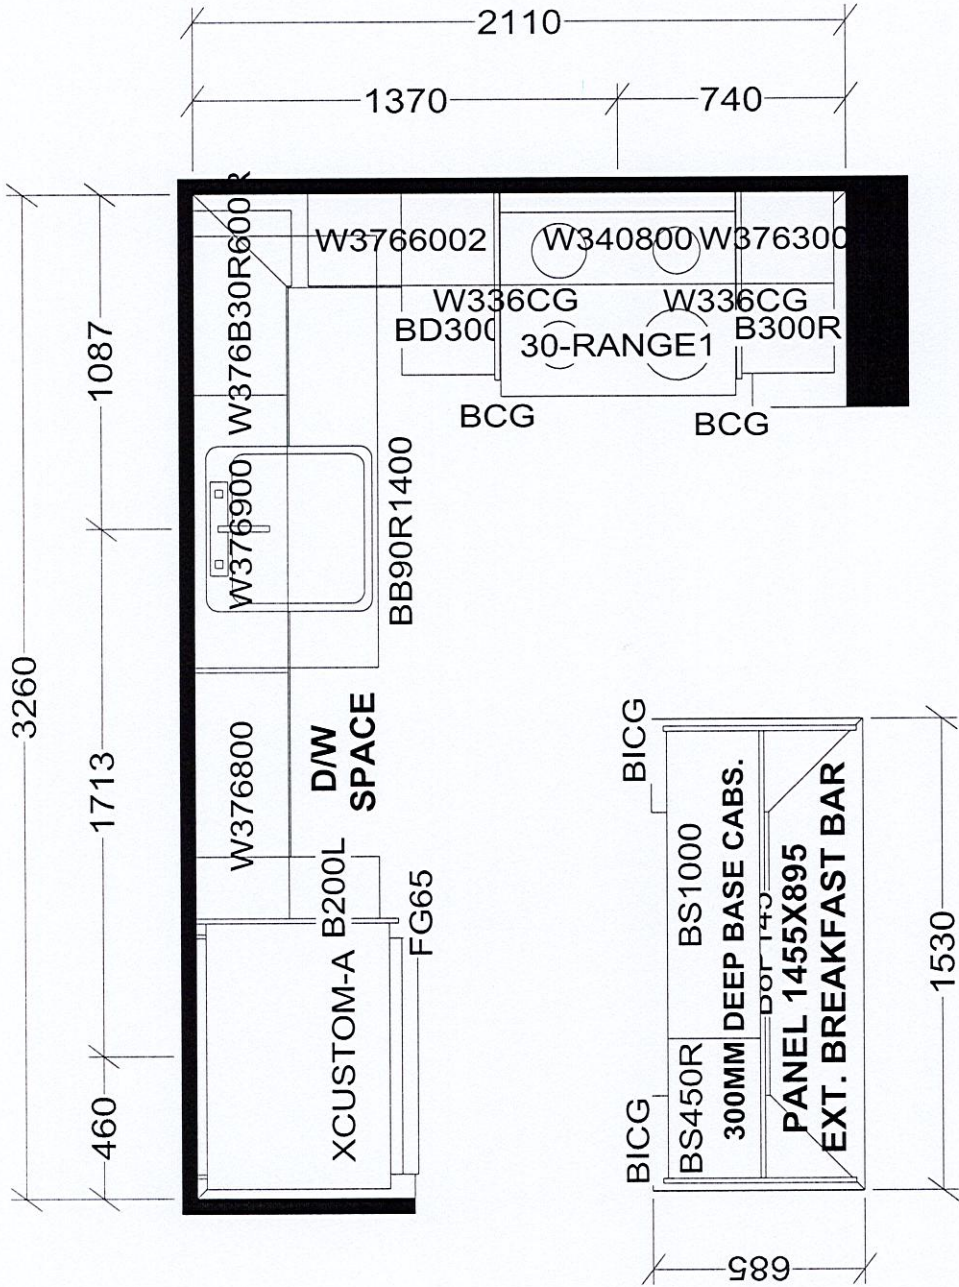 2110
1370
740
3260
1087
1713
460
W376B30R600R
W3766002
W340800
W376300
W336CG
W336CG
BD300
B300R
30-RANGE1
BCG
BCG
W376900
BB90R1400
W376800
D/W
SPACE
B200L
FG65
XCUSTOM-A
BICG
BICG
BS1000
BS450R
300MM DEEP BASE CABS.
PANEL 1455X895
EXT. BREAKFAST BAR
1530
685